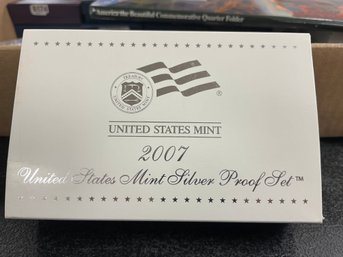 America the Beautiful Commemorative Quarter Folder
UNITED STATES MINT
2007
United States Mint Silver Proof Set™